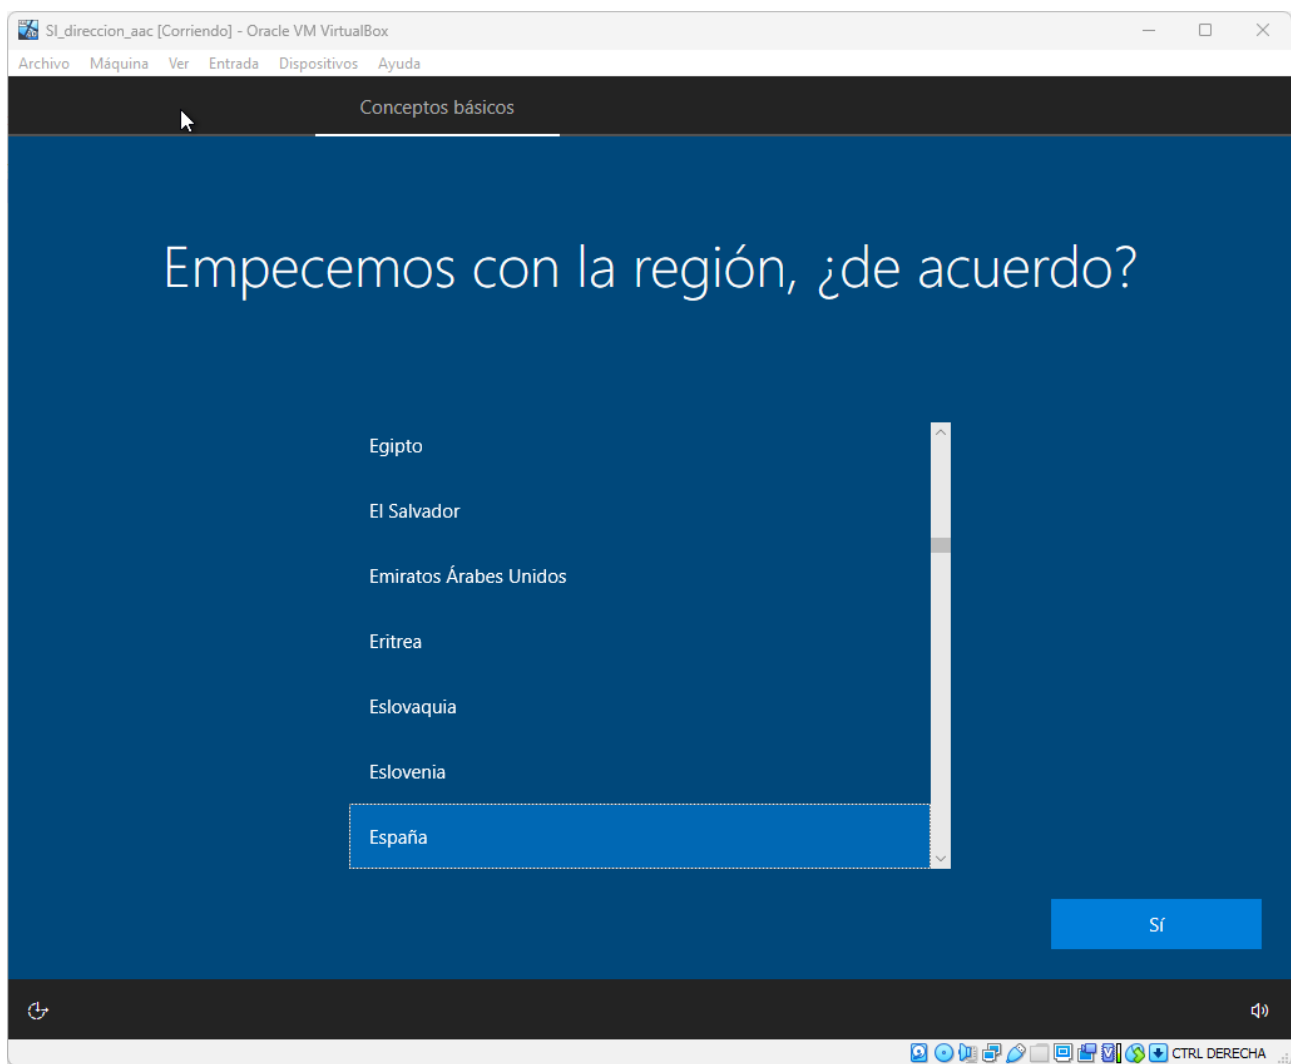 SI_direccion_aac [Corriendo] - Oracle VM VirtualBox
Archivo Máquina Ver Entrada Dispositivos Ayuda
Conceptos básicos
Empecemos con la región, ¿de acuerdo?
Egipto
El Salvador
Emiratos Árabes Unidos
Eritrea
Eslovaquia
Eslovenia
España
Sí
CTRL DERECHA